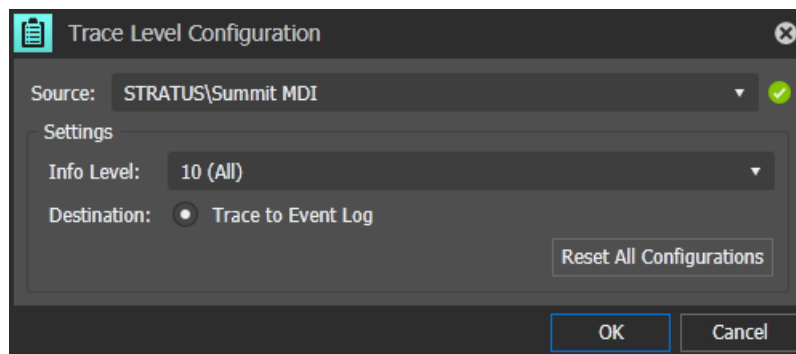 Trace Level Configuration
Source: STRATUS\Summit MDI
Settings
Info Level: 10 (All)
Destination: Trace to Event Log
Reset All Configurations
OK Cancel